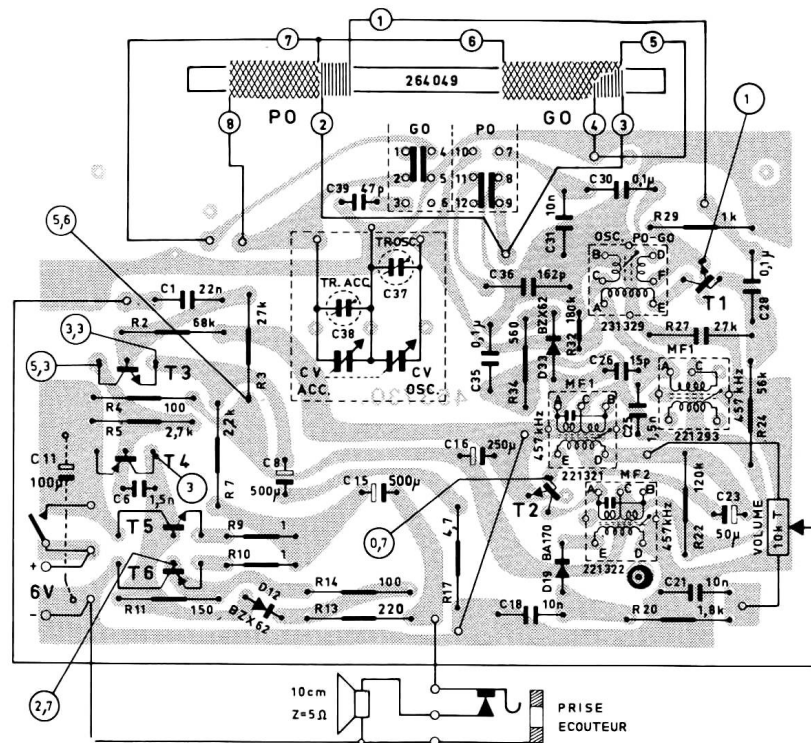 1
7
6
5
264049
PO
GO
8
2
4
3
1
GO
PO
1 4 10 7
2 5 11 8
3 6 12 9
C39 47p
C30 0,1µ
10n
C31
R29 1k
OSC. PO-GO
B D
C F
A E
231329
T1
0,1µ
C28
5,6
TR.OSC.
C37
TR. ACC.
C38
CV ACC.
CV OSC.
C1 22n
R2 68k
27k
R3
C36 162p
0,1µ
C35
560
R34
BZX62
D33
180k
R32
R27 27k
C26 15p
MF1
A C
457kHz
221293
56k
R24
3,3
5,3
T3
R4 100
R5 2,7k
2,2k
R7
C11
100µ
T4
C6 1,5n
3
C8
500µ
C15 500µ
C16 250µ
MF1
A C B
E D
457kHz
221321
C25
1,5n
0,7
T2
MF2
A C B
E D
457kHz
221322
120k
R22
C23
50µ
VOLUME
10k T
T5
R9 1
R10 1
T6
+
6V
-
R11 150
D12
BZX62
R14 100
R13 220
4,7
R17
C18 10n
BA170
D19
C21 10n
R20 1,8k
2,7
10cm
Z=5Ω
PRISE
ECOUTEUR